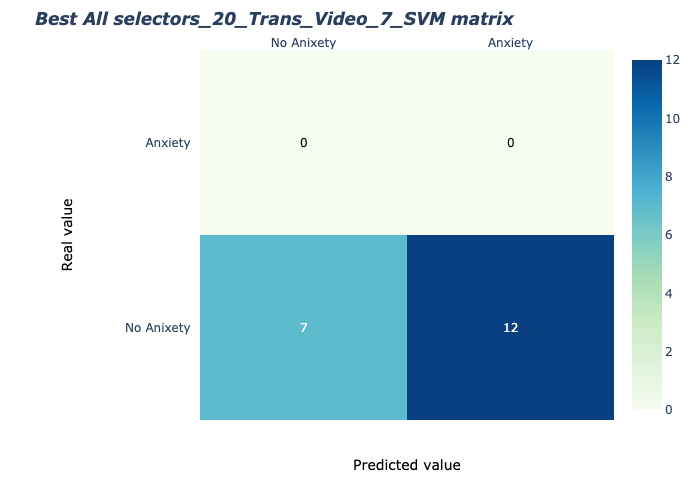 Best All selectors_20_Trans_Video_7_SVM matrix
No Anixety
Anxiety
12
10
8
6
4
2
0
Anxiety
0
0
Real value
No Anixety
7
12
Predicted value